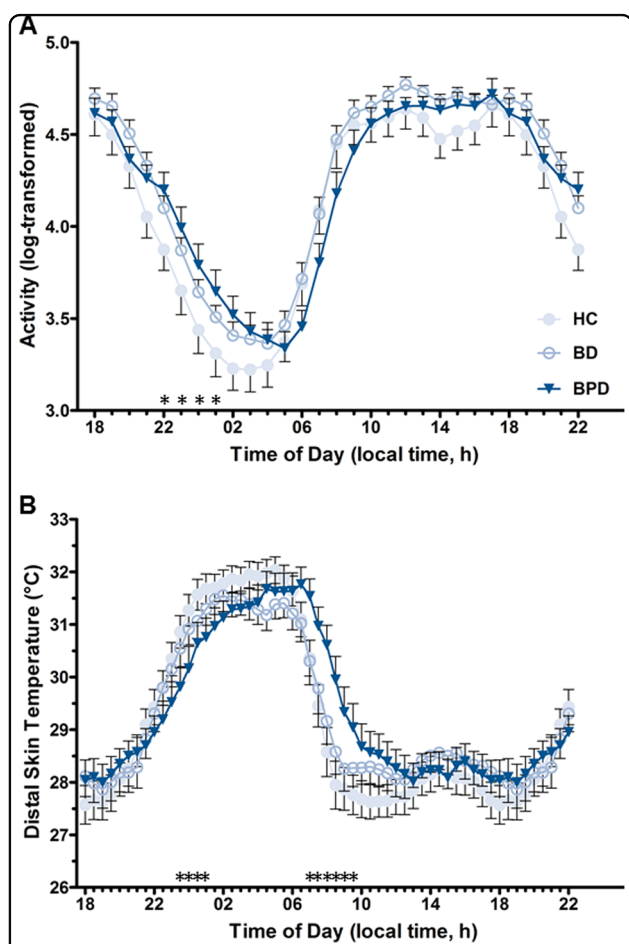 A
Activity (log-transformed)
5.0
4.5
4.0
3.5
3.0
HC
BD
BPD
* * * *
18 22 02 06 10 14 18 22
Time of Day (local time, h)
B
Distal Skin Temperature (°C)
33
32
31
30
29
28
27
26
**** ******
18 22 02 06 10 14 18 22
Time of Day (local time, h)